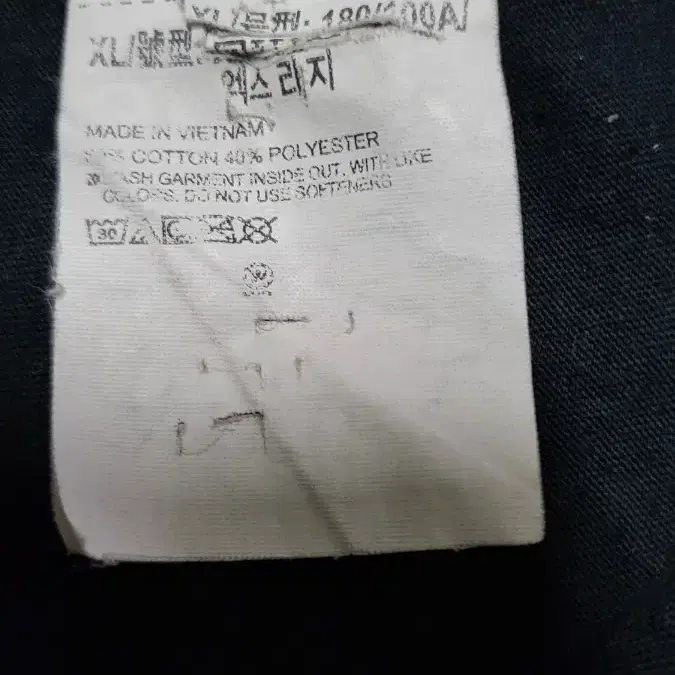 180/100A/
XL/號型:
엑스라지
MADE IN VIETNAM
COTTON 40% POLYESTER
WASH GARMENT INSIDE OUT. WITH LIKE
COLORS. DO NOT USE SOFTENERS
30